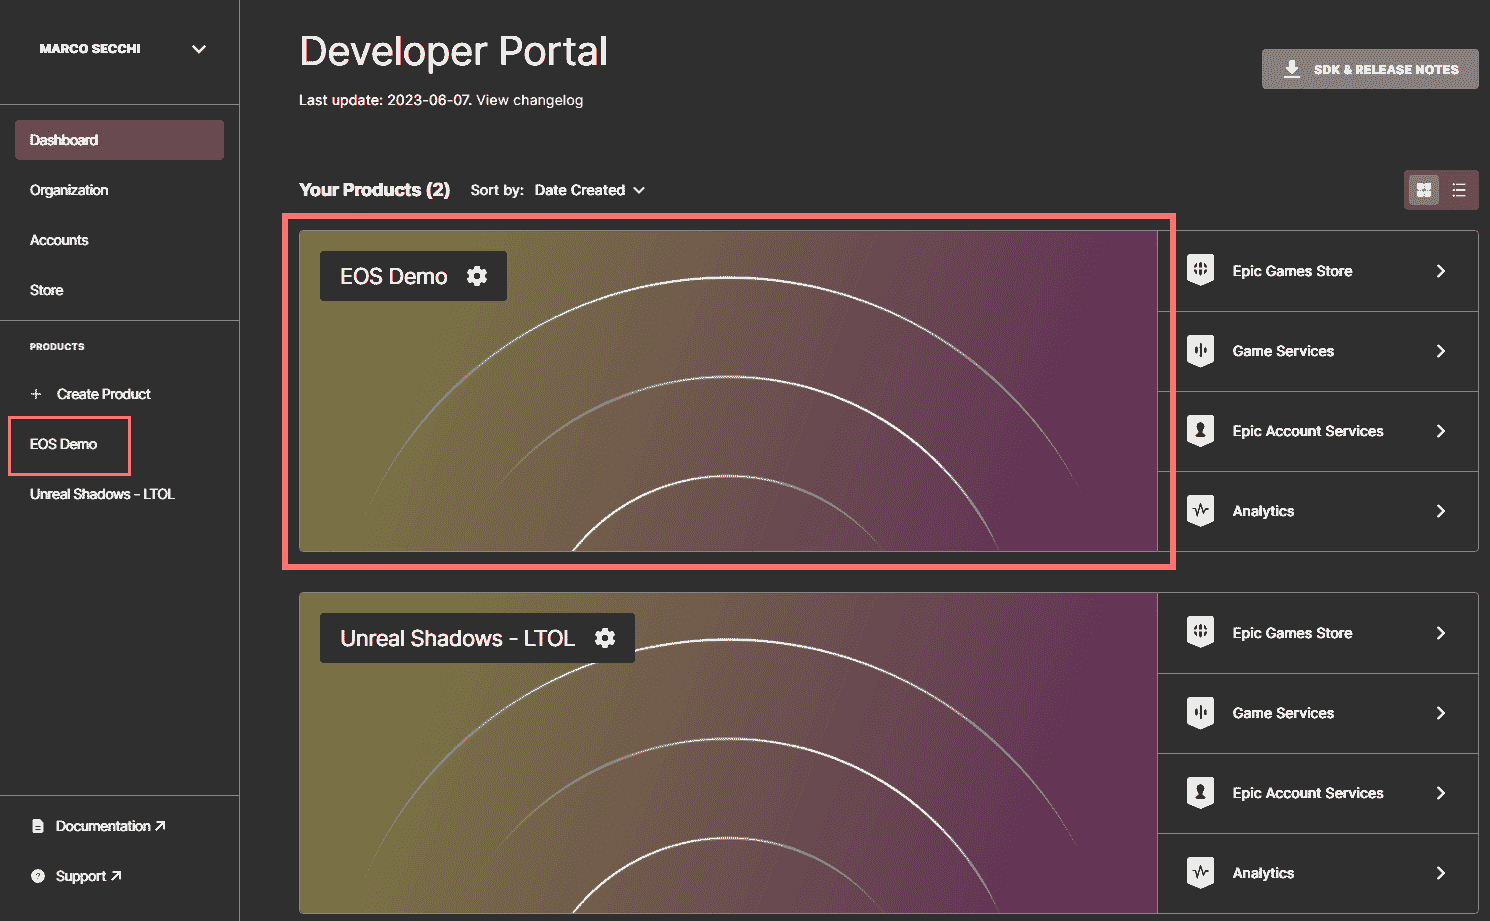 MARCO SECCHI
Dashboard
Organization
Accounts
Store
PRODUCTS
+ Create Product
EOS Demo
Unreal Shadows - LTOL
Documentation
Support
Developer Portal
Last update: 2023-06-07. View changelog
SDK & RELEASE NOTES
Your Products (2) Sort by: Date Created
EOS Demo
Epic Games Store
Game Services
Epic Account Services
Analytics
Unreal Shadows - LTOL
Epic Games Store
Game Services
Epic Account Services
Analytics